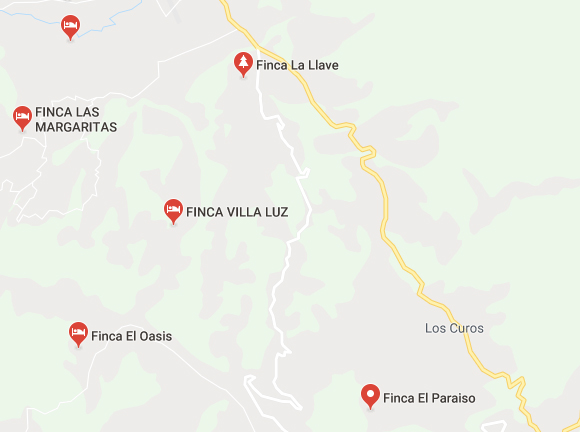 Finca La Llave
FINCA LAS
MARGARITAS
FINCA VILLA LUZ
Los Curos
Finca El Oasis
Finca El Paraiso